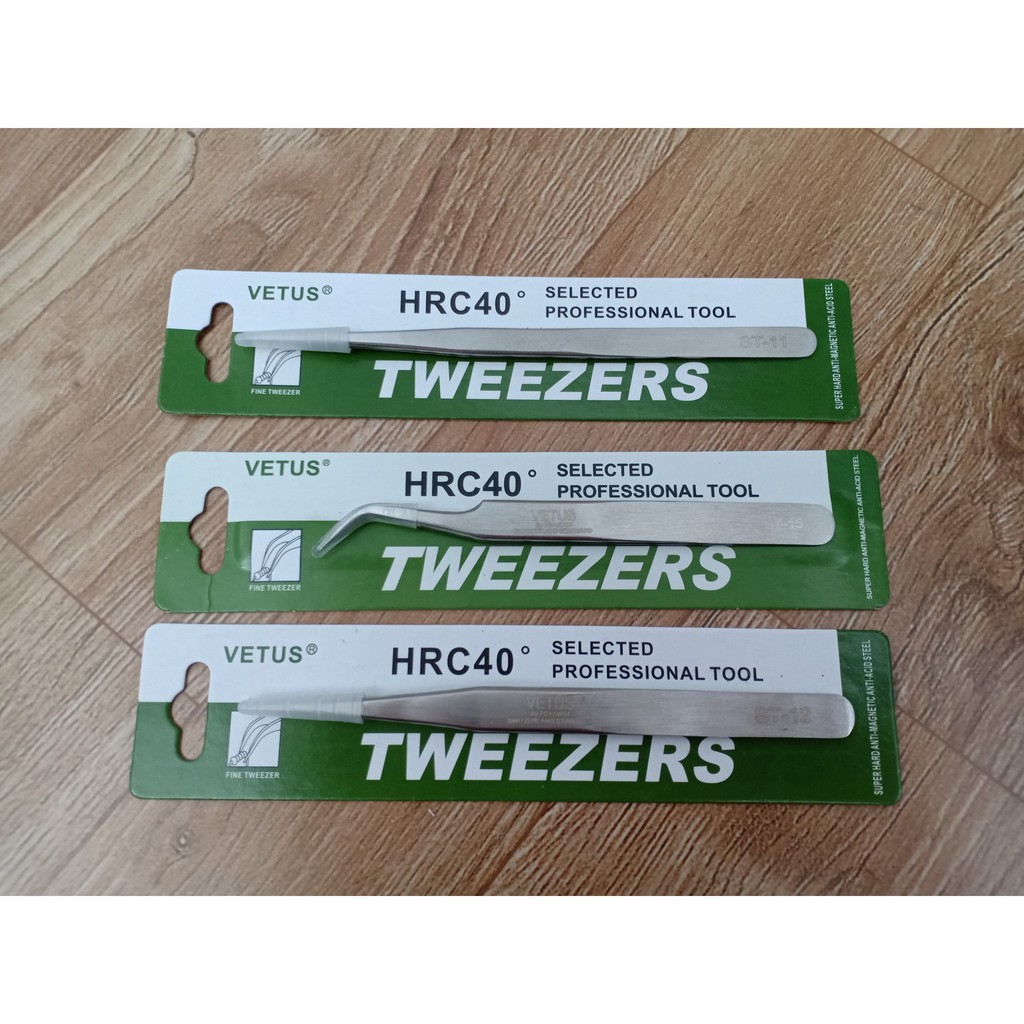 VETUS®
HRC40°
SELECTED
PROFESSIONAL TOOL
ST-11
FINE TWEEZER
TWEEZERS
SUPER HARD ANTI-MAGNETIC ANTI-ACID STEEL
VETUS®
HRC40°
SELECTED
PROFESSIONAL TOOL
VETUS
FINE TWEEZER
TWEEZERS
SUPER HARD ANTI-MAGNETIC ANTI-ACID STEEL
VETUS®
HRC40°
SELECTED
PROFESSIONAL TOOL
VETUS
ST-12
FINE TWEEZER
TWEEZERS
SUPER HARD ANTI-MAGNETIC ANTI-ACID STEEL